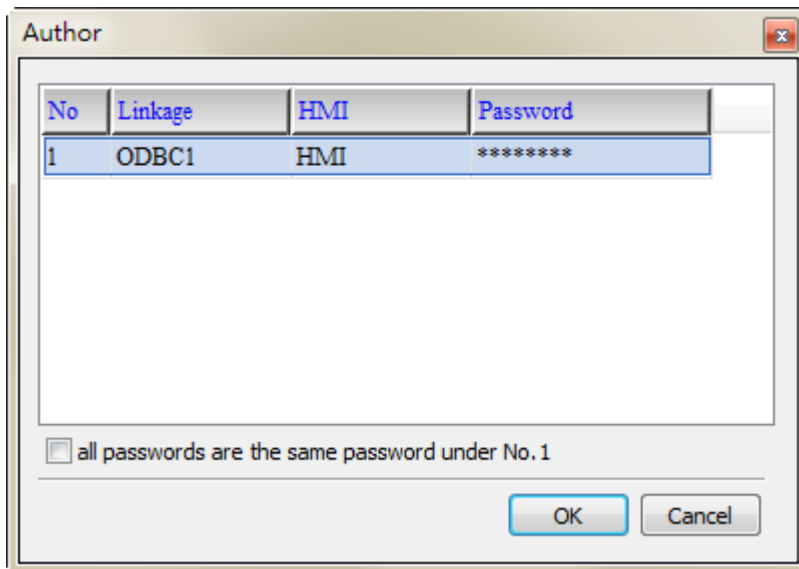 Author
No Linkage HMI Password
1 ODBC1 HMI ********
all passwords are the same password under No.1
OK Cancel